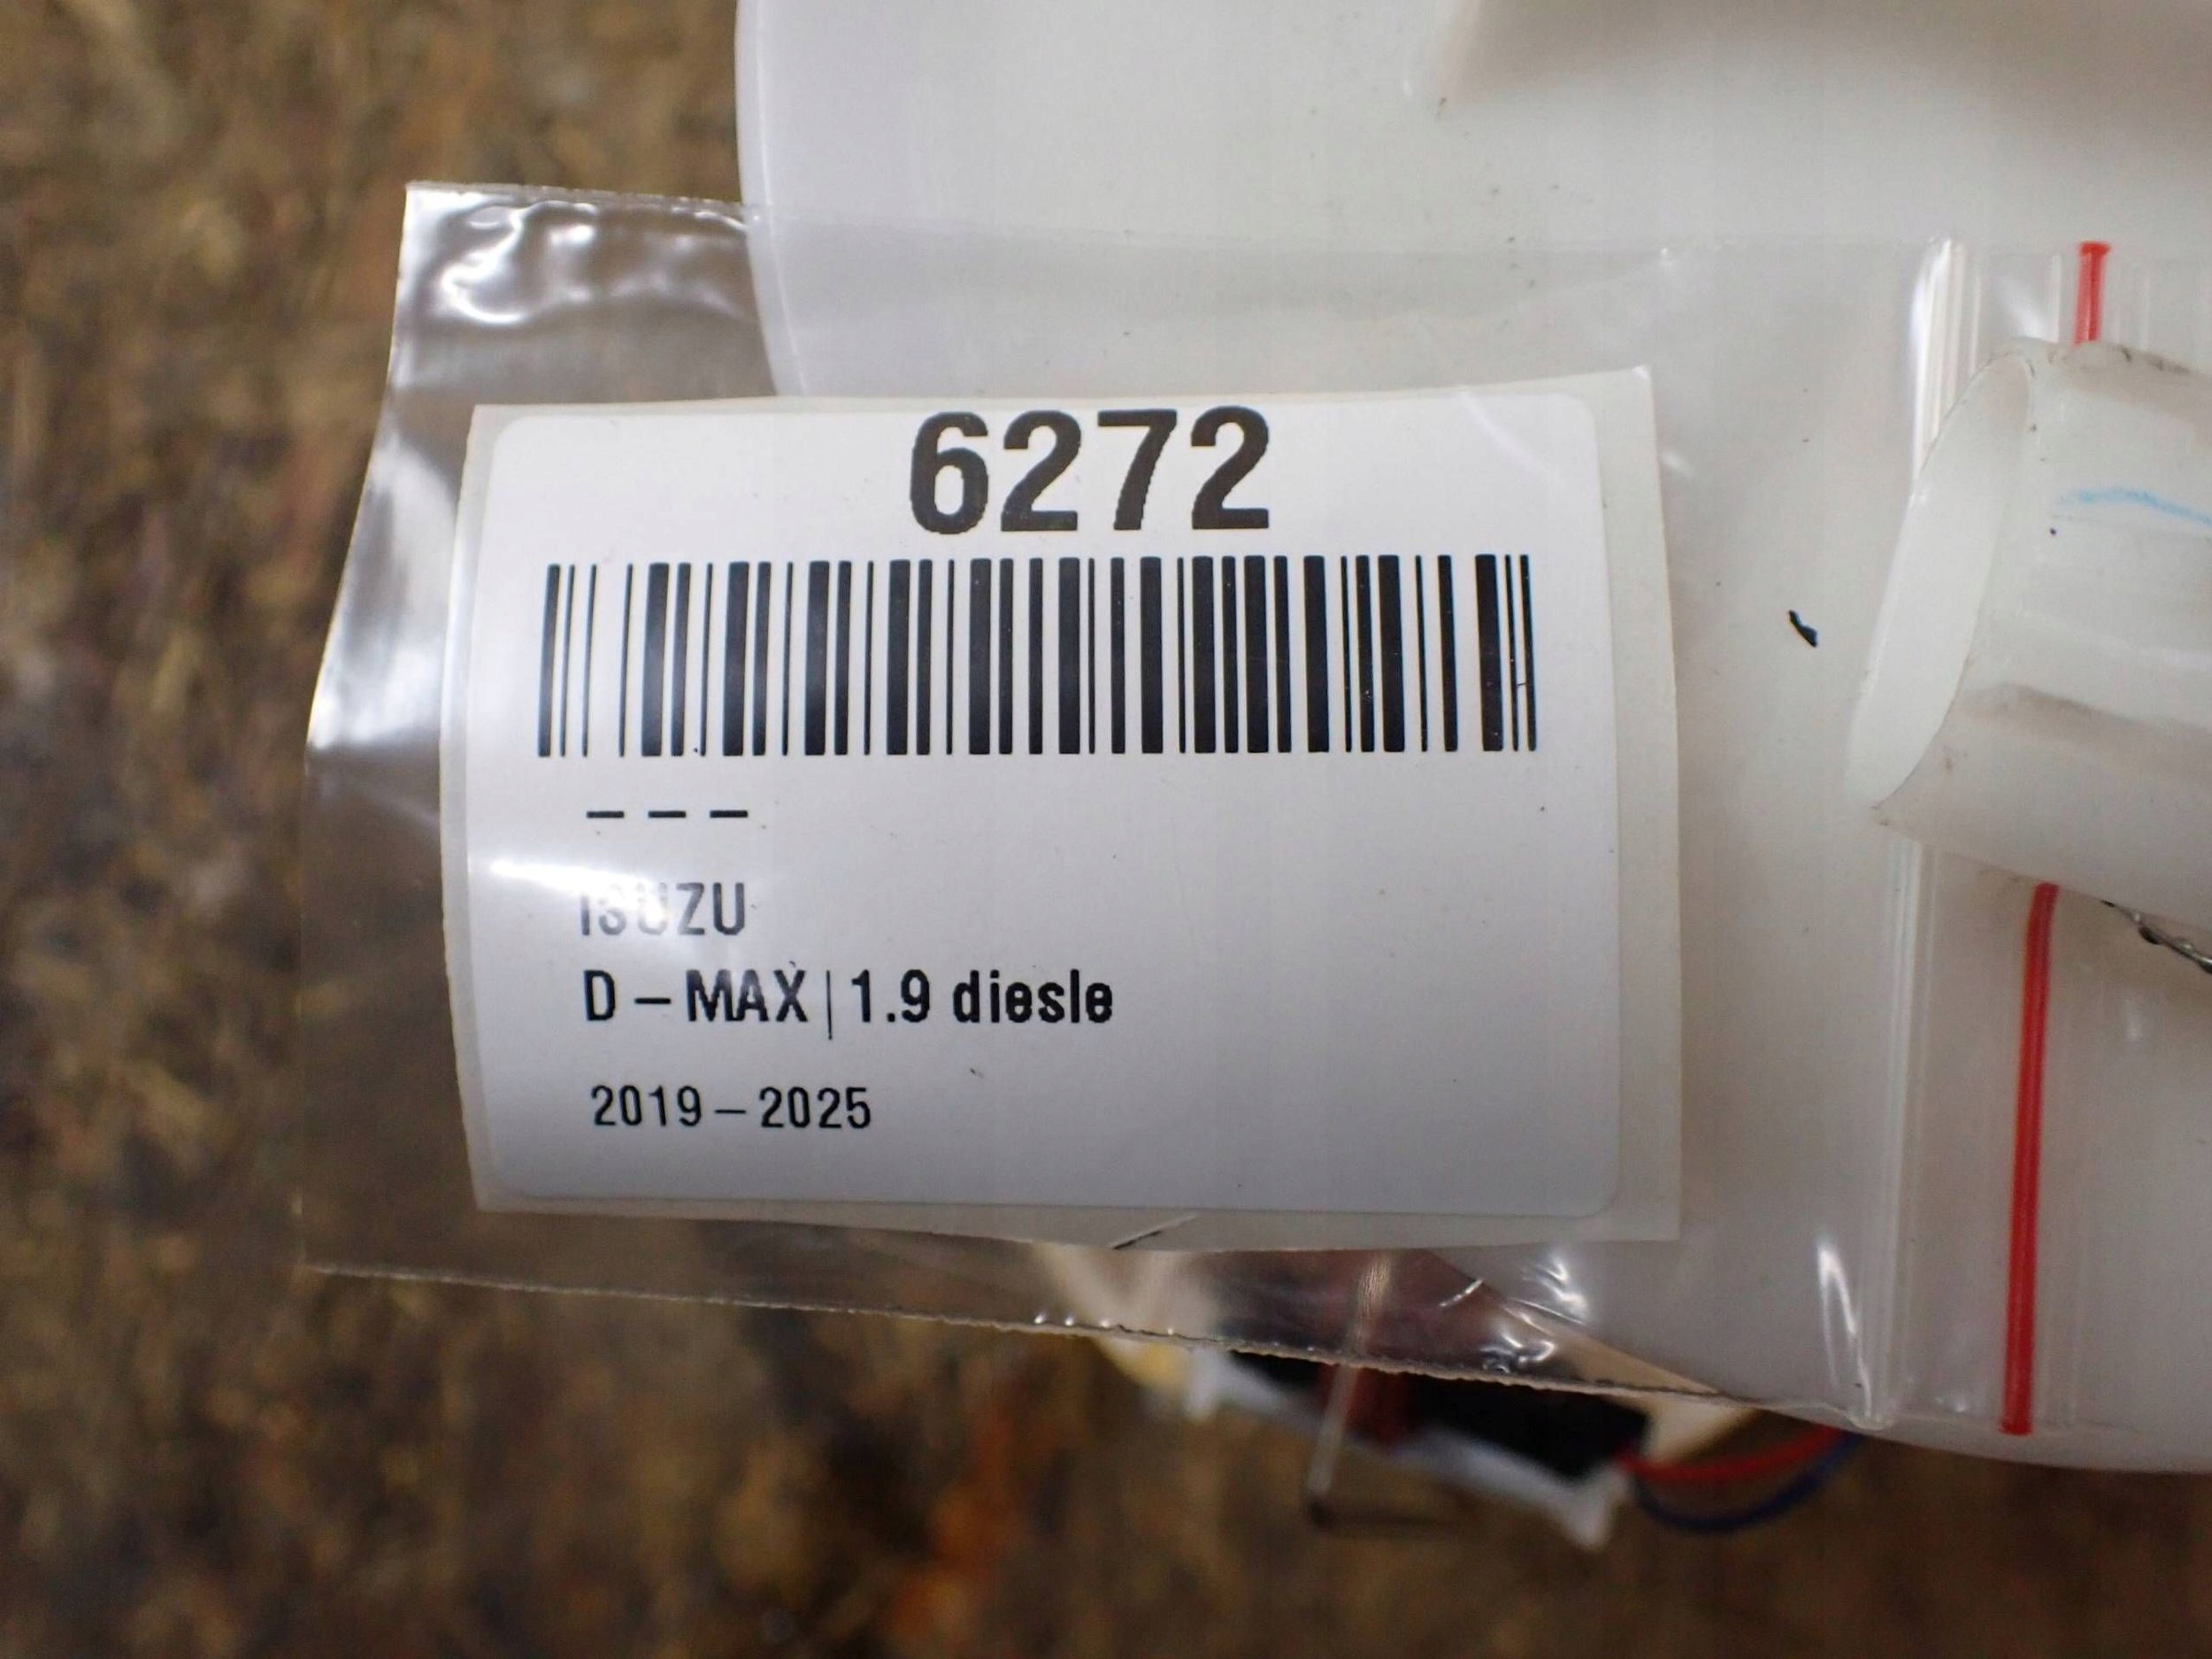 6272
– – –
ISUZU
D – MAX | 1.9 diesle
2019 – 2025